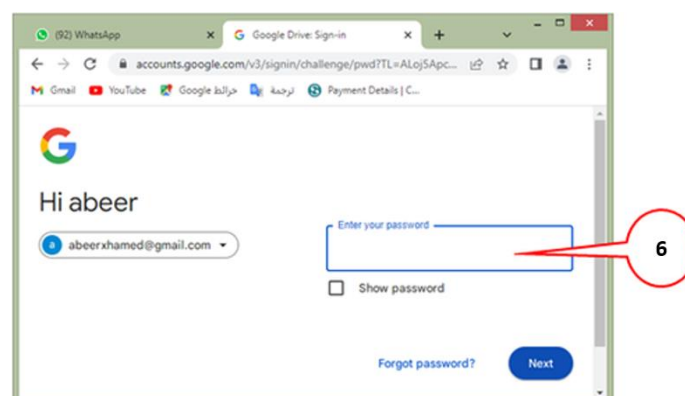 (92) WhatsApp
Google Drive: Sign-in
accounts.google.com/v3/signin/challenge/pwd?TL=ALoj5Apc...
Gmail YouTube خرائط Google ترجمة Payment Details | C...
G
Hi abeer
a abeerxhamed@gmail.com
Enter your password
6
Show password
Forgot password? Next